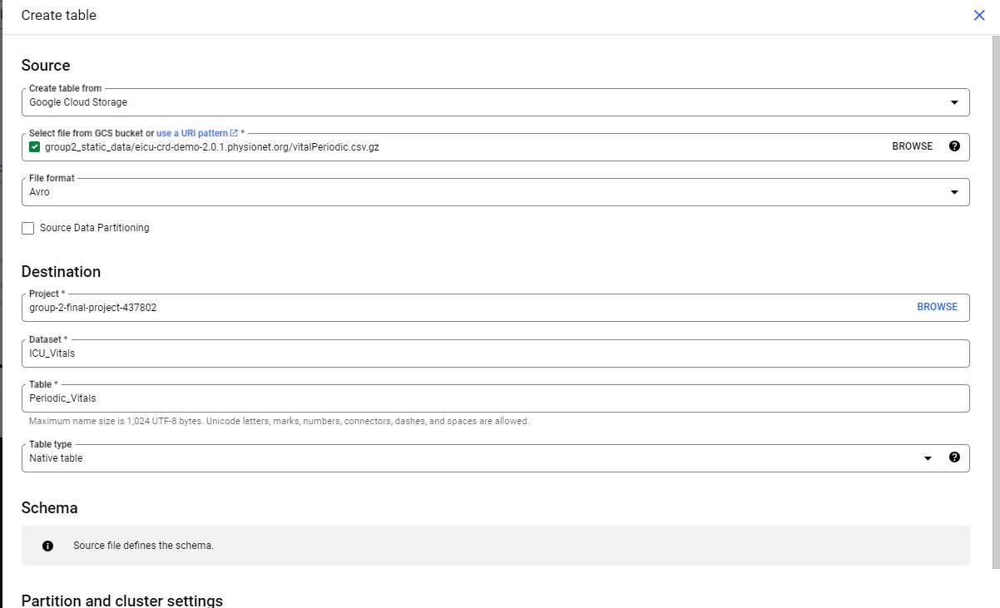 Create table
Source
Create table from
Google Cloud Storage
Select file from GCS bucket or use a URI pattern *
group2_static_data/eicu-crd-demo-2.0.1.physionet.org/vitalPeriodic.csv.gz
BROWSE
File format
Avro
Source Data Partitioning
Destination
Project *
group-2-final-project-437802
BROWSE
Dataset *
ICU_Vitals
Table *
Periodic_Vitals
Maximum name size is 1,024 UTF-8 bytes. Unicode letters, marks, numbers, connectors, dashes, and spaces are allowed.
Table type
Native table
Schema
Source file defines the schema.
Partition and cluster settings